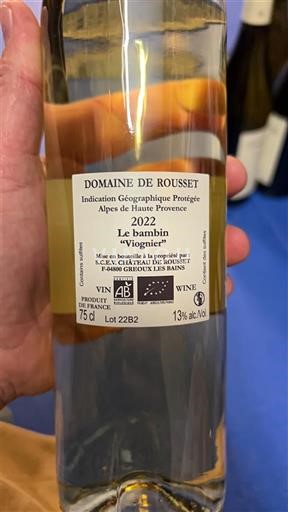 DOMAINE DE ROUSSET
Indication Géographique Protégée
Alpes de Haute Provence
2022
Le bambin
"Viognier"
Mise en bouteille à la propriété par :
S.C.E.V. CHÂTEAU DE ROUSSET
F-04800 GREOUX LES BAINS
Contains sulfites
Contient des sulfites
VIN AB WINE
PRODUIT
DE FRANCE
75 cl
Lot 22B2
13% alc./Vol.